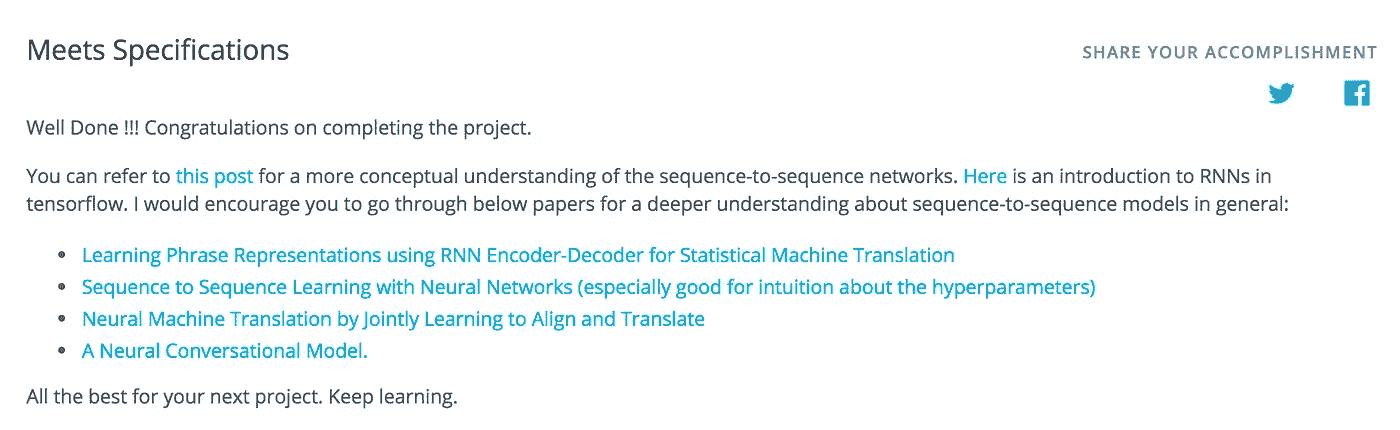 Meets Specifications
SHARE YOUR ACCOMPLISHMENT
Well Done !!! Congratulations on completing the project.
You can refer to this post for a more conceptual understanding of the sequence-to-sequence networks. Here is an introduction to RNNs in
tensorflow. I would encourage you to go through below papers for a deeper understanding about sequence-to-sequence models in general:
• Learning Phrase Representations using RNN Encoder-Decoder for Statistical Machine Translation
• Sequence to Sequence Learning with Neural Networks (especially good for intuition about the hyperparameters)
• Neural Machine Translation by Jointly Learning to Align and Translate
• A Neural Conversational Model.
All the best for your next project. Keep learning.